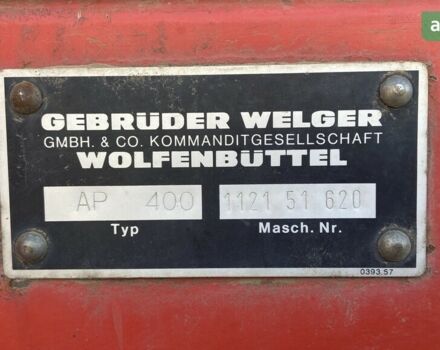 GEBRÜDER WELGER
GMBH. & CO. KOMMANDITGESELLSCHAFT
WOLFENBÜTTEL
AP 400 1121 51 620
Typ Masch. Nr.
0393.57